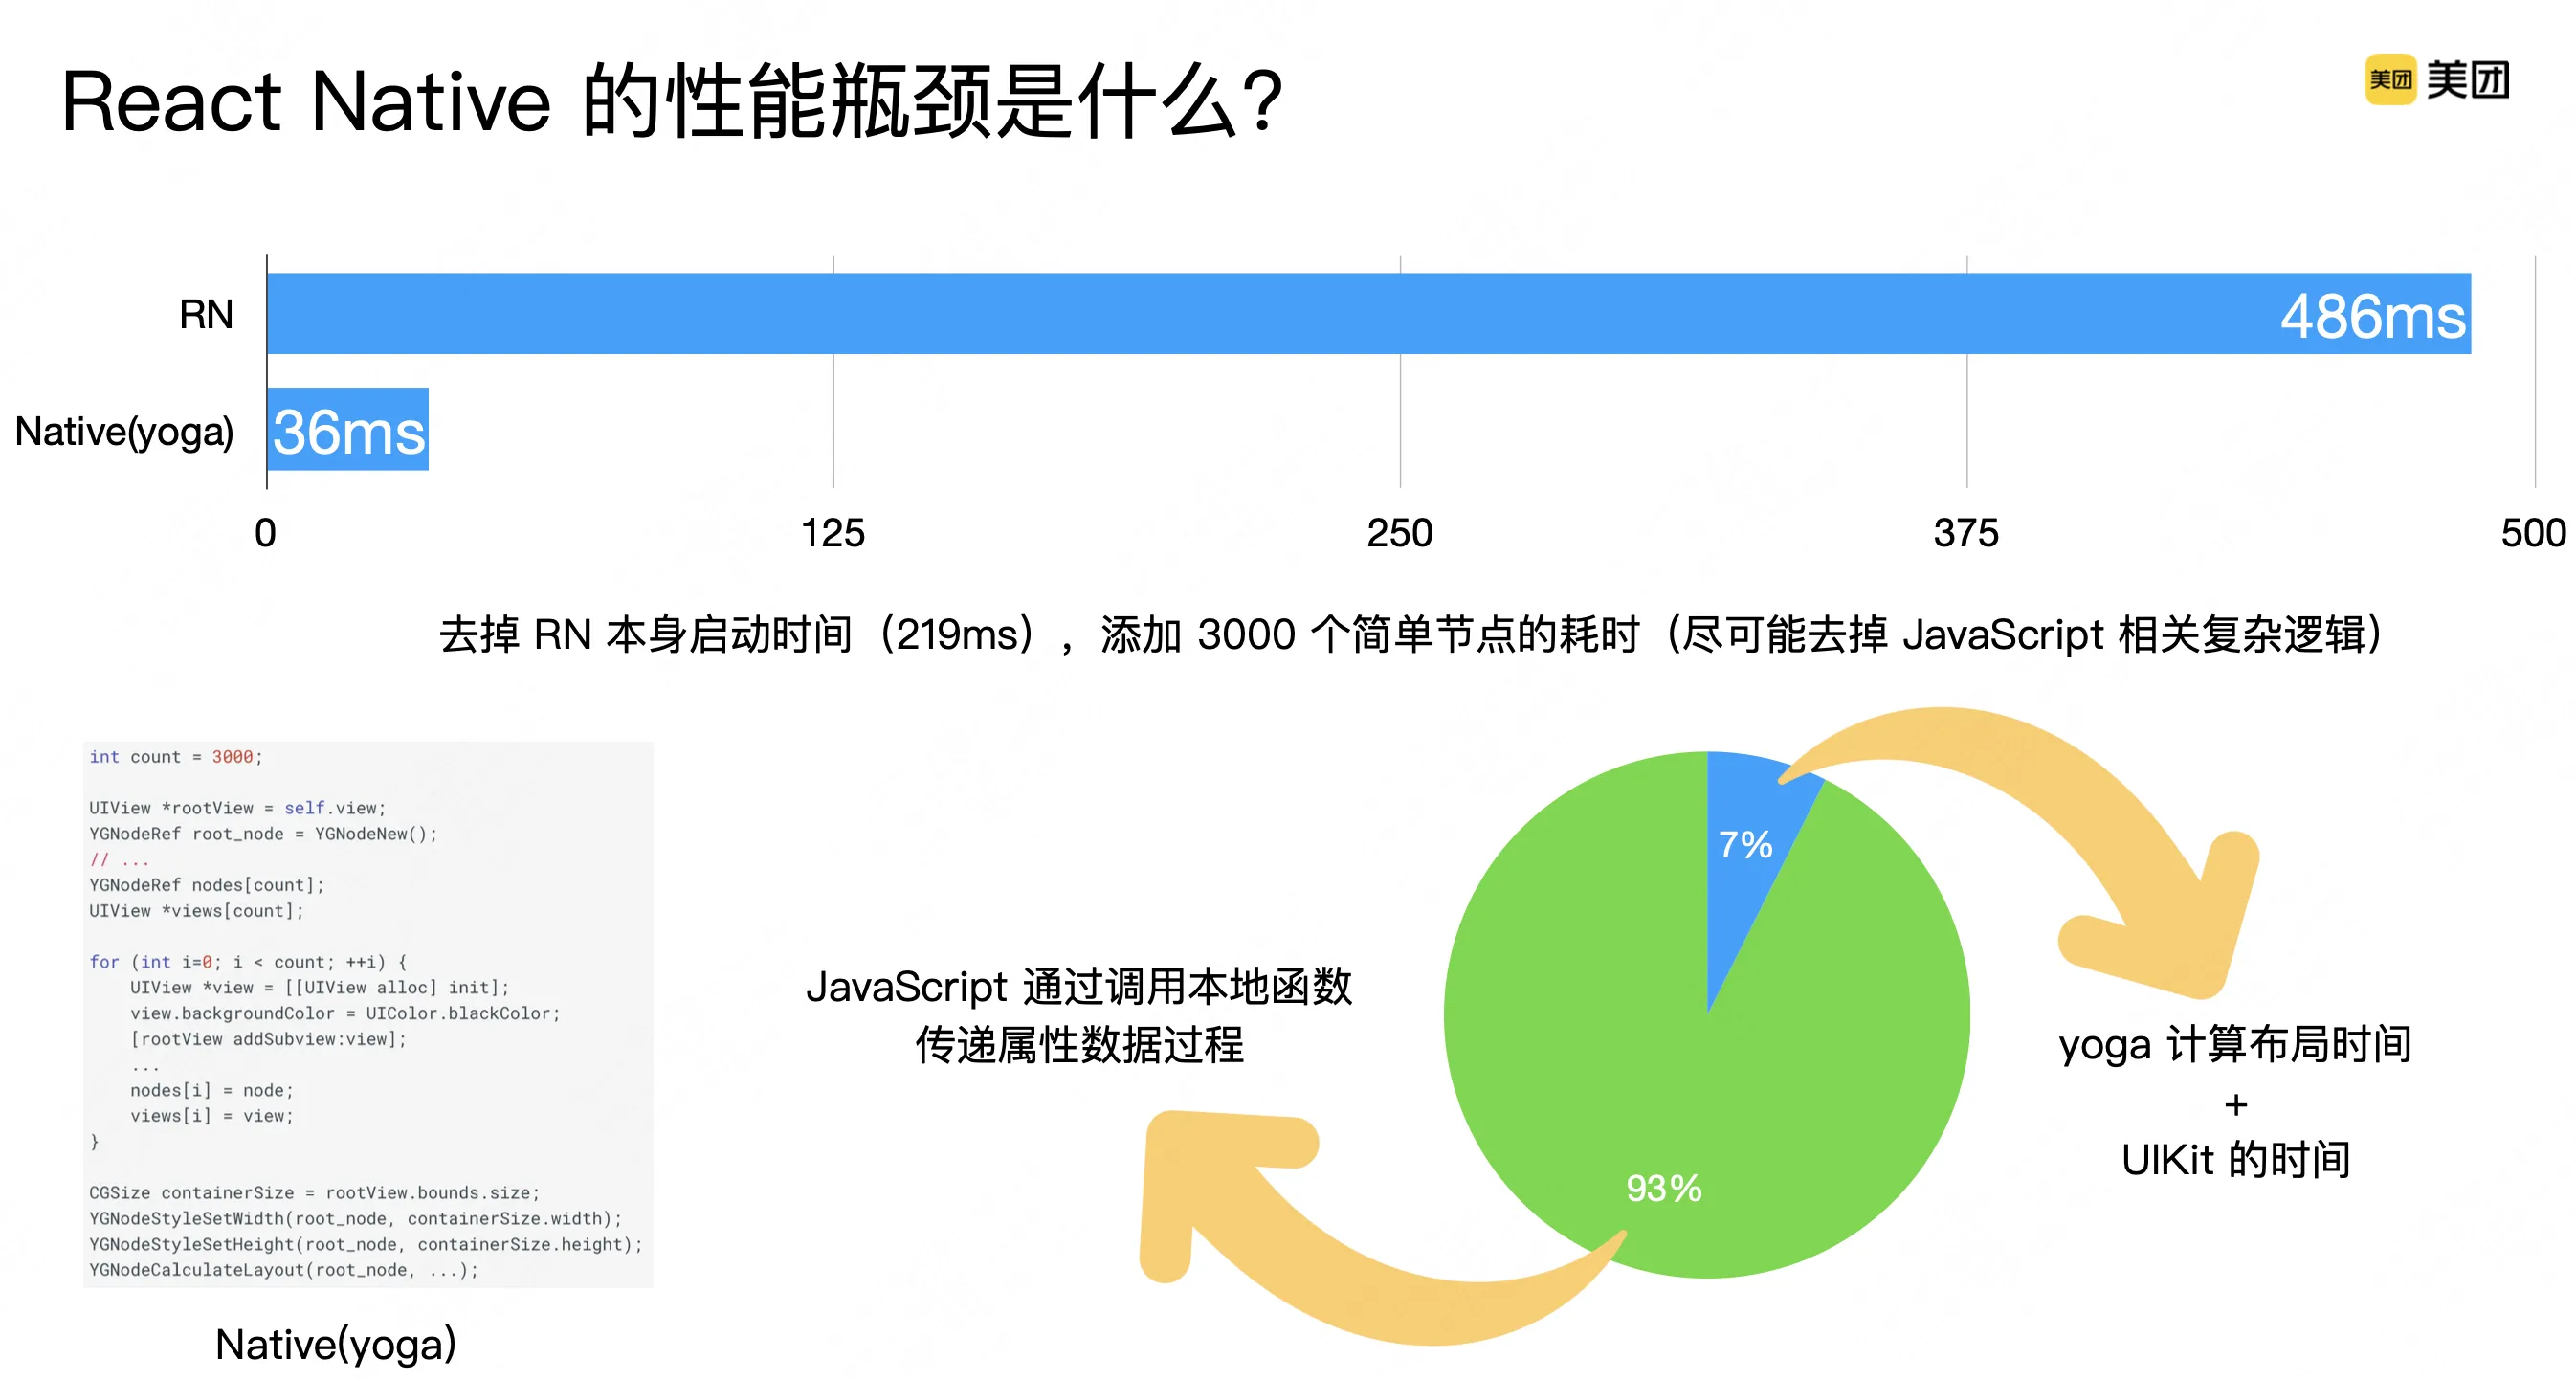 React Native 的性能瓶颈是什么?
美团 美团
RN
486ms
Native(yoga)
36ms
0 125 250 375 500
去掉 RN 本身启动时间（219ms），添加 3000 个简单节点的耗时（尽可能去掉 JavaScript 相关复杂逻辑）
int count = 3000;
UIView *rootView = self.view;
YGNodeRef root_node = YGNodeNew();
// ...
YGNodeRef nodes[count];
UIView *views[count];
for (int i=0; i < count; ++i) {
UIView *view = [[UIView alloc] init];
view.backgroundColor = UIColor.blackColor;
[rootView addSubview:view];
...
nodes[i] = node;
views[i] = view;
}
CGSize containerSize = rootView.bounds.size;
YGNodeStyleSetWidth(root_node, containerSize.width);
YGNodeStyleSetHeight(root_node, containerSize.height);
YGNodeCalculateLayout(root_node, ...);
Native(yoga)
JavaScript 通过调用本地函数
传递属性数据过程
7%
93%
yoga 计算布局时间
+
UIKit 的时间